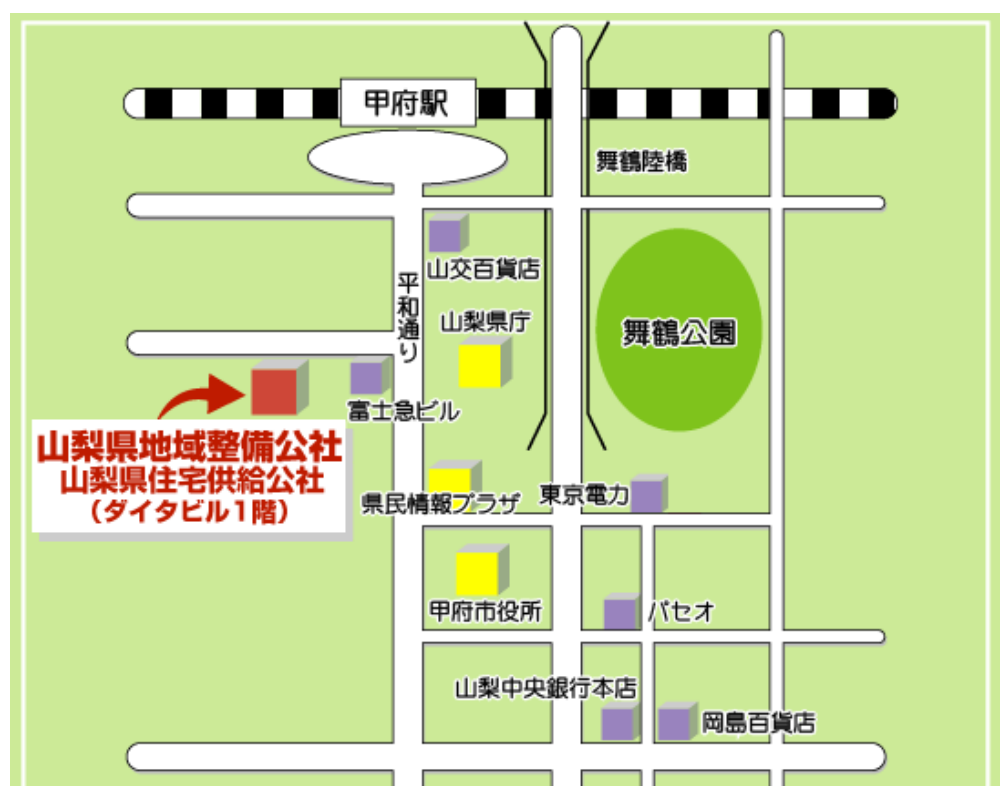 甲府駅
舞鶴陸橋
山交百貨店
平和通り
山梨県庁
舞鶴公園
富士急ビル
山梨県地域整備公社
山梨県住宅供給公社
(ダイタビル1階)
県民情報プラザ
東京電力
甲府市役所
パセオ
山梨中央銀行本店
岡島百貨店